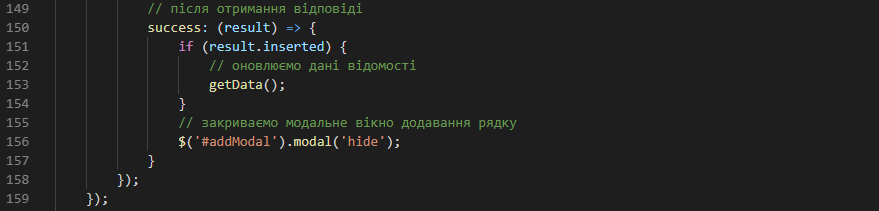 149 // після отримання відповіді
150 success: (result) => {
151 if (result.inserted) {
152 // оновлюємо дані відомості
153 getData();
154 }
155 // закриваємо модальне вікно додавання рядку
156 $('#addModal').modal('hide');
157 }
158 });
159 });